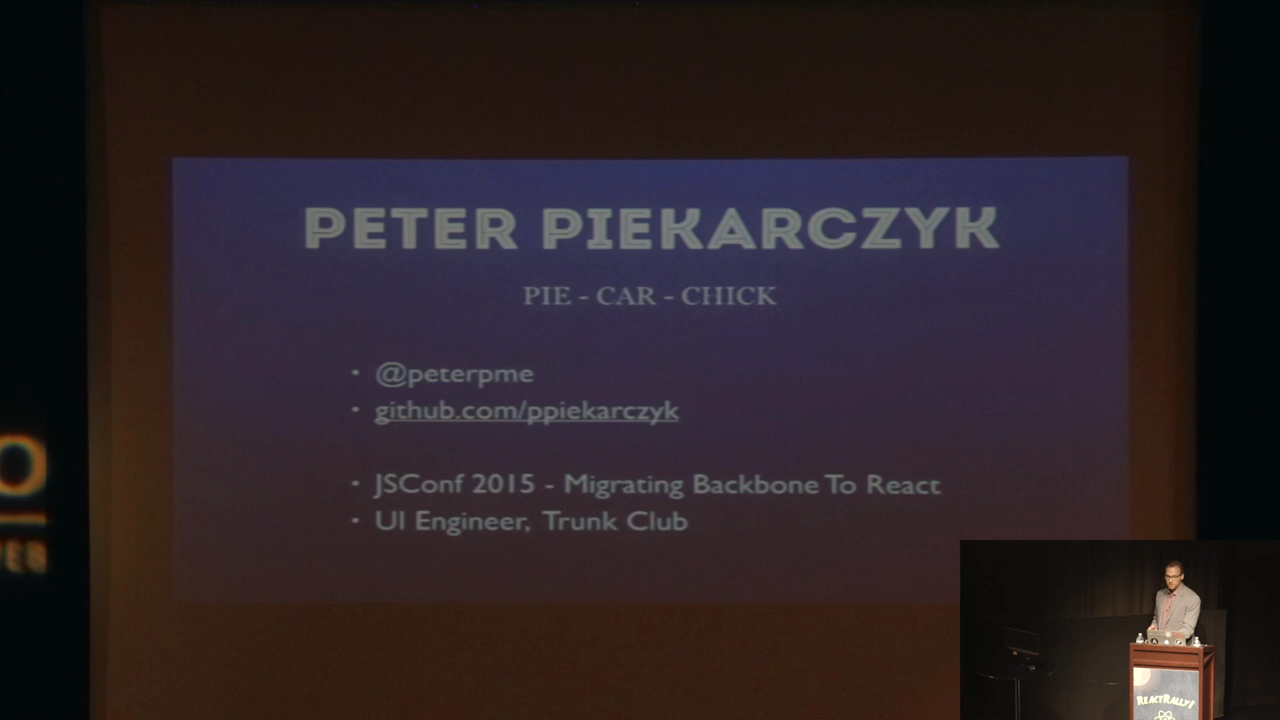 PETER PIEKARCZYK
PIE - CAR - CHICK
• @peterpme
• github.com/ppiekarczyk
• JSConf 2015 - Migrating Backbone To React
• UI Engineer, Trunk Club
REACTRALLY!